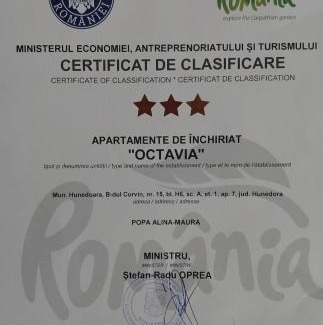 ROMÂNIEI
România
explore the Carpathian garden
MINISTERUL ECONOMIEI, ANTREPRENORIATULUI ȘI TURISMULUI
CERTIFICAT DE CLASIFICARE
CERTIFICATE OF CLASSIFICATION * CERTIFICAT DE CLASSIFICATION
APARTAMENTE DE ÎNCHIRIAT
"OCTAVIA"
tipul și denumirea unității / type and name of the establishment / type et le nom de l'établissement
Mun. Hunedoara, B-dul Corvin, nr. 15, bl. H6, sc. A, et. 1, ap. 7, jud. Hunedora
adresa / address / adresse
POPA ALINA-MAURA
MINISTRU,
MINISTER / MINISTRE
Ștefan-Radu OPREA
România